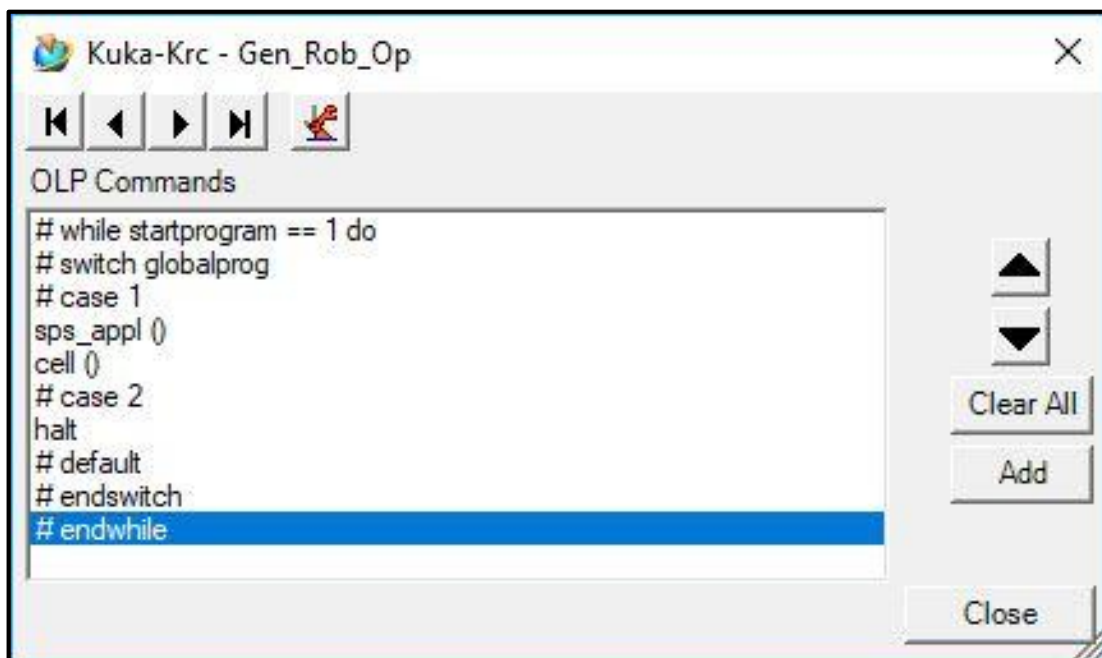 Kuka-Krc - Gen_Rob_Op
OLP Commands
# while startprogram == 1 do
# switch globalprog
# case 1
sps_appl ()
cell ()
# case 2
halt
# default
# endswitch
# endwhile
Clear All
Add
Close